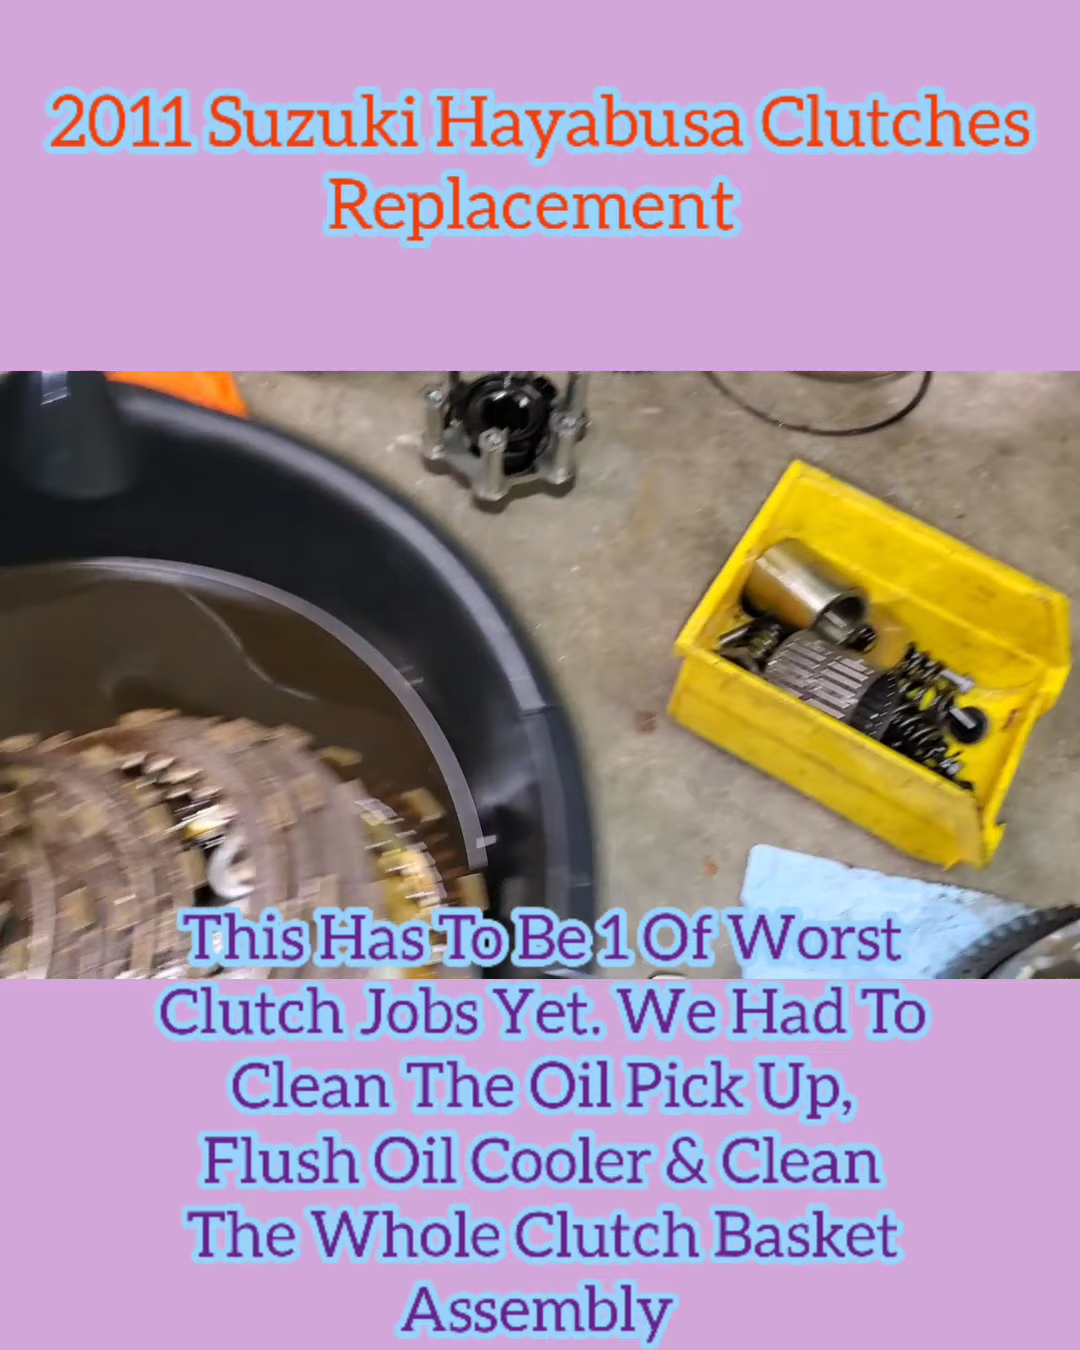 2011 Suzuki Hayabusa Clutches
Replacement
This Has To Be 1 Of Worst
Clutch Jobs Yet. We Had To
Clean The Oil Pick Up,
Flush Oil Cooler & Clean
The Whole Clutch Basket
Assembly